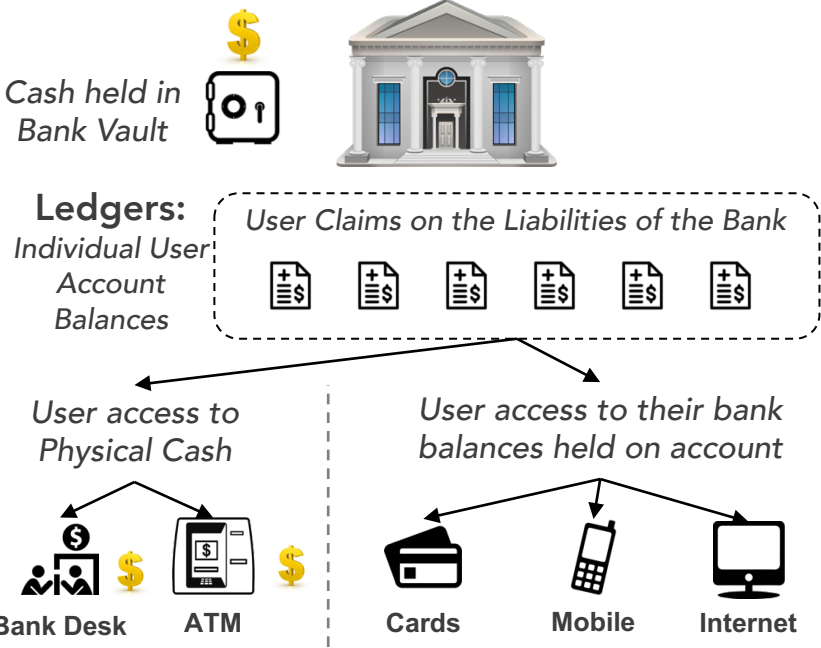 Cash held in
Bank Vault
Ledgers:
Individual User
Account
Balances
User Claims on the Liabilities of the Bank
User access to
Physical Cash
User access to their bank
balances held on account
Bank Desk
ATM
Cards
Mobile
Internet